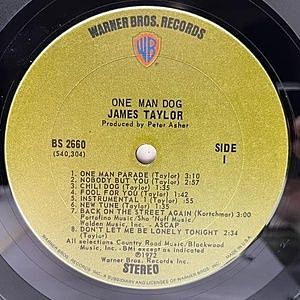 WARNER BROS. RECORDS
WB
ONE MAN DOG
JAMES TAYLOR
Produced by Peter Asher
BS 2660
(S40,304)
SIDE
1
1. ONE MAN PARADE (Taylor) 3:10
2. NOBODY BUT YOU (Taylor) 2:57
3. CHILI DOG (Taylor) 1:35
4. FOOL FOR YOU (Taylor) 1:42
5. INSTRUMENTAL I (Taylor) :55
6. NEW TUNE (Taylor) 1:35
7. BACK ON THE STREET AGAIN (Kortchmar) 3:00
Portofino Music/Sho 'Nuff Music/
Walden Music, Inc. - ASCAP
8. DON'T LET ME BE LONELY TONIGHT
(Taylor) 2:34
All selections Country Road Music/Blackwood
Music, Inc.- BMI except as indicated
©1972
Warner Bros. Records Inc.
STEREO